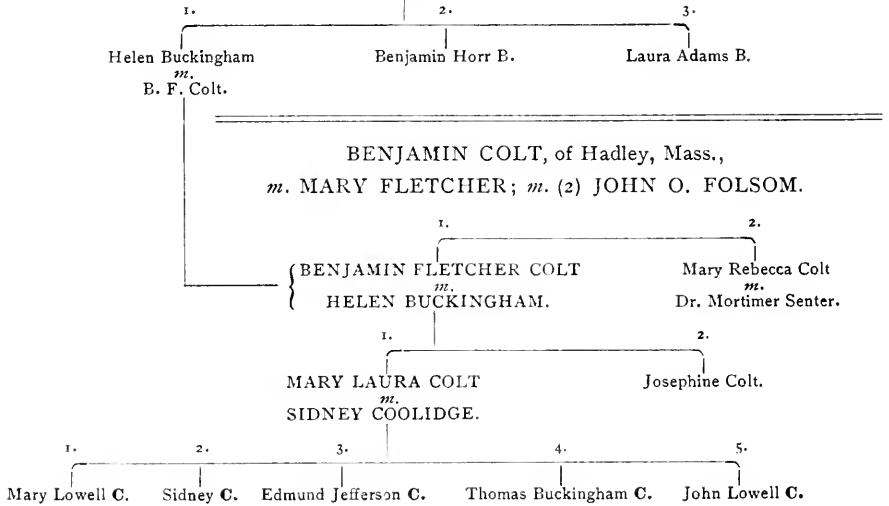 1. 2. 3.
Helen Buckingham Benjamin Horr B. Laura Adams B.
m.
B. F. Colt.
BENJAMIN COLT, of Hadley, Mass.,
m. MARY FLETCHER; m. (2) JOHN O. FOLSOM.
1. 2.
BENJAMIN FLETCHER COLT Mary Rebecca Colt
m. m.
HELEN BUCKINGHAM. Dr. Mortimer Senter.
1. 2.
MARY LAURA COLT Josephine Colt.
m.
SIDNEY COOLIDGE.
1. 2. 3. 4. 5.
Mary Lowell C. Sidney C. Edmund Jefferson C. Thomas Buckingham C. John Lowell C.